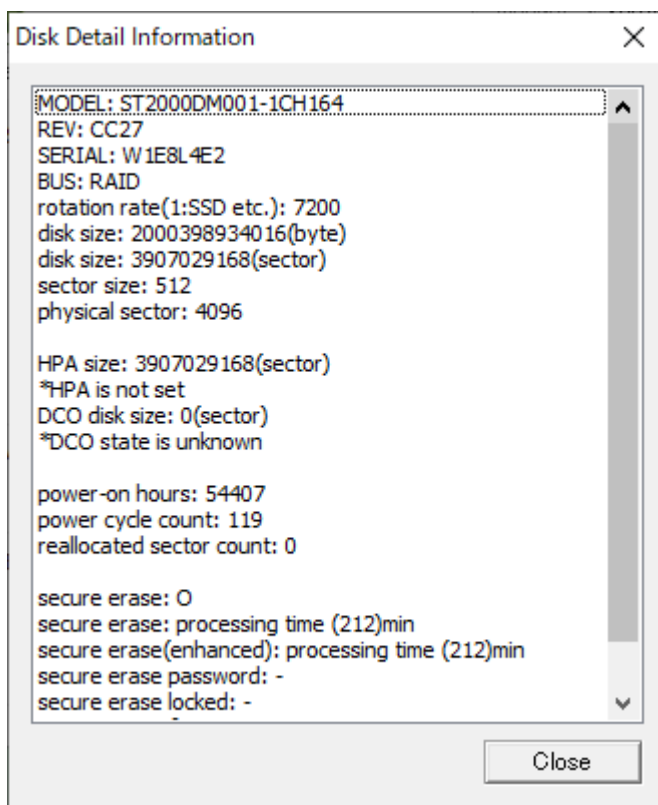 Disk Detail Information
MODEL: ST2000DM001-1CH164
REV: CC27
SERIAL: W1E8L4E2
BUS: RAID
rotation rate(1:SSD etc.): 7200
disk size: 2000398934016(byte)
disk size: 3907029168(sector)
sector size: 512
physical sector: 4096
HPA size: 3907029168(sector)
*HPA is not set
DCO disk size: 0(sector)
*DCO state is unknown
power-on hours: 54407
power cycle count: 119
reallocated sector count: 0
secure erase: O
secure erase: processing time (212)min
secure erase(enhanced): processing time (212)min
secure erase password: -
secure erase locked: -
Close